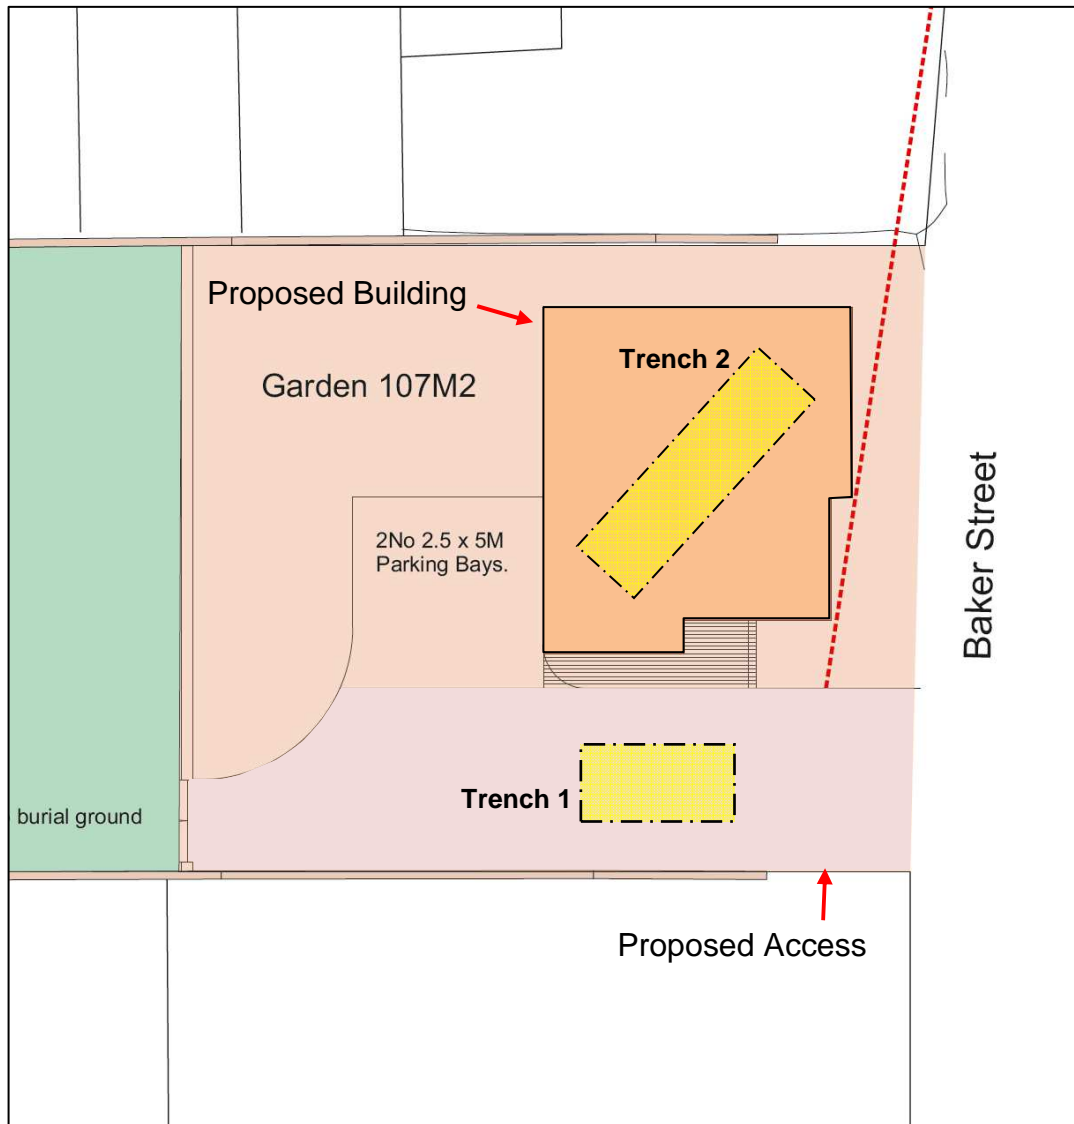 Proposed Building
Trench 2
Garden 107M2
2No 2.5 x 5M
Parking Bays.
Baker Street
Trench 1
burial ground
Proposed Access